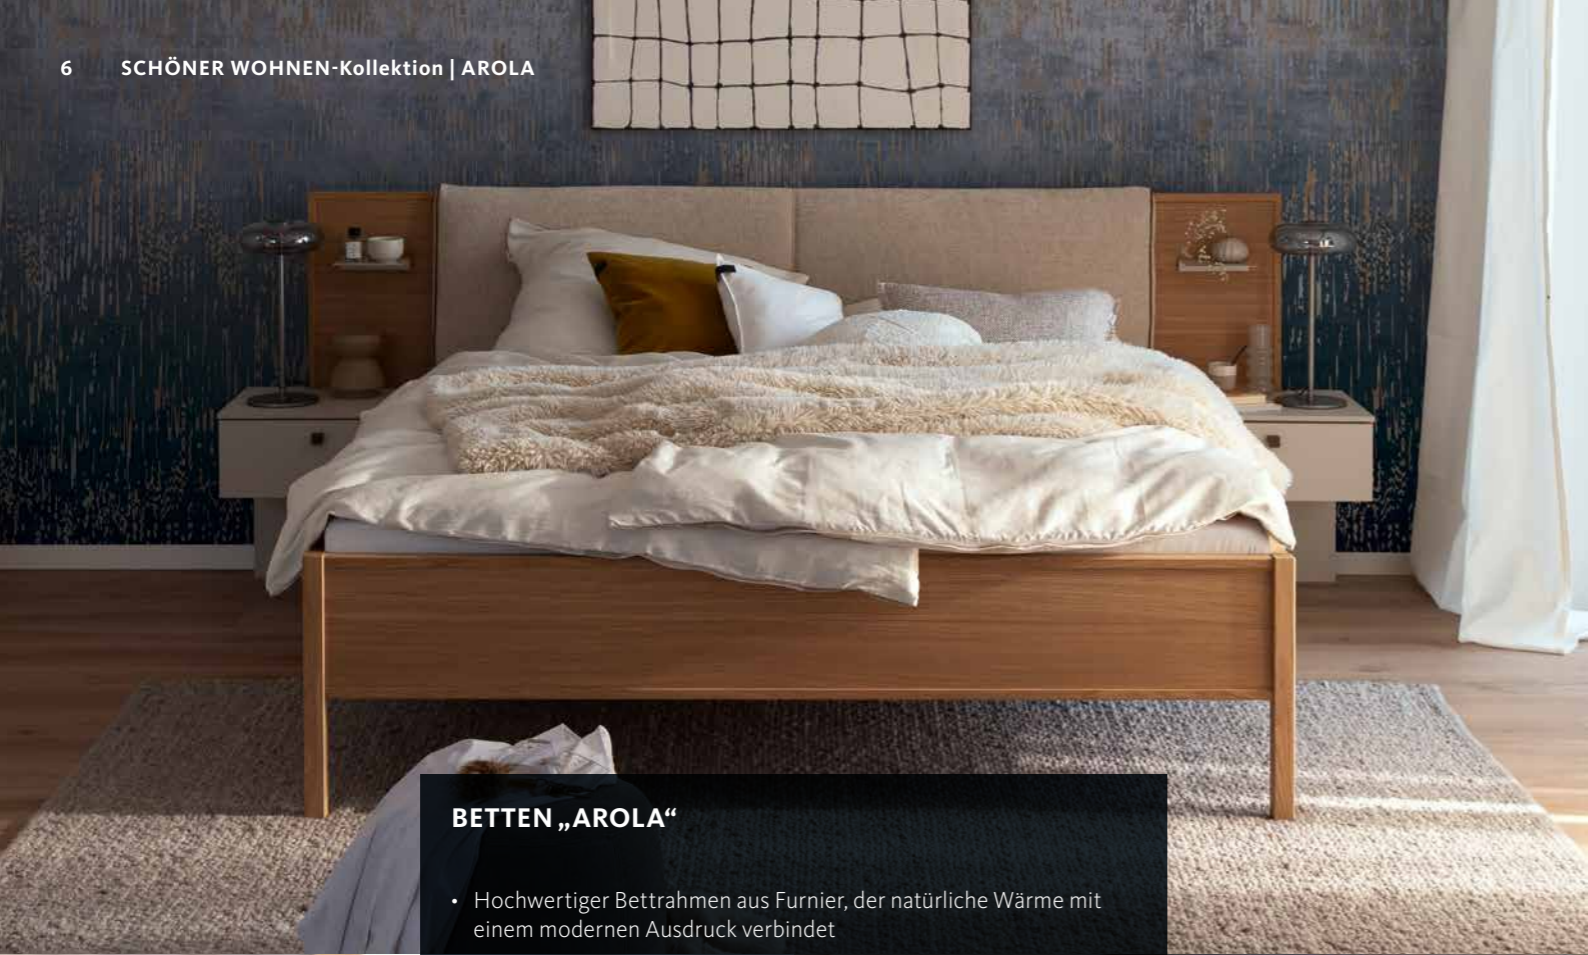 6 SCHÖNER WOHNEN-Kollektion | AROLA
BETTEN „AROLA“
• Hochwertiger Bettrahmen aus Furnier, der natürliche Wärme mit
einem modernen Ausdruck verbindet